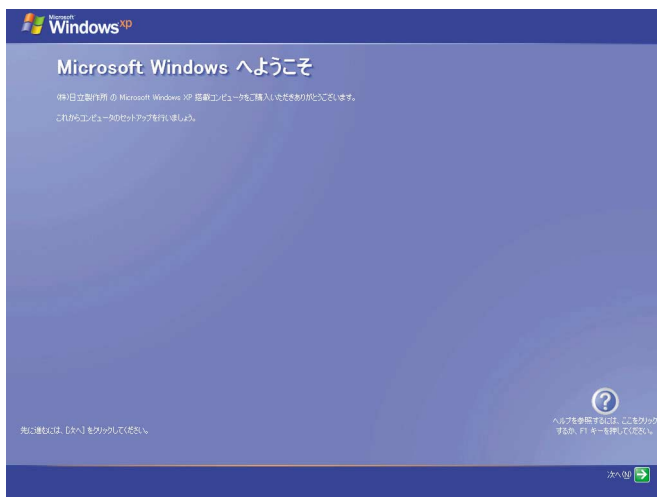 Microsoft
Windows xp
Microsoft Windows へようこそ
(株)日立製作所 の Microsoft Windows XP 搭載コンピュータをご購入いただきありがとうございます。
これからコンピュータのセットアップを行いましょう。
ヘルプを参照するには、ここをクリック
するか、F1 キーを押してください。
先に進むには、[次へ] をクリックしてください。
次へ(N)